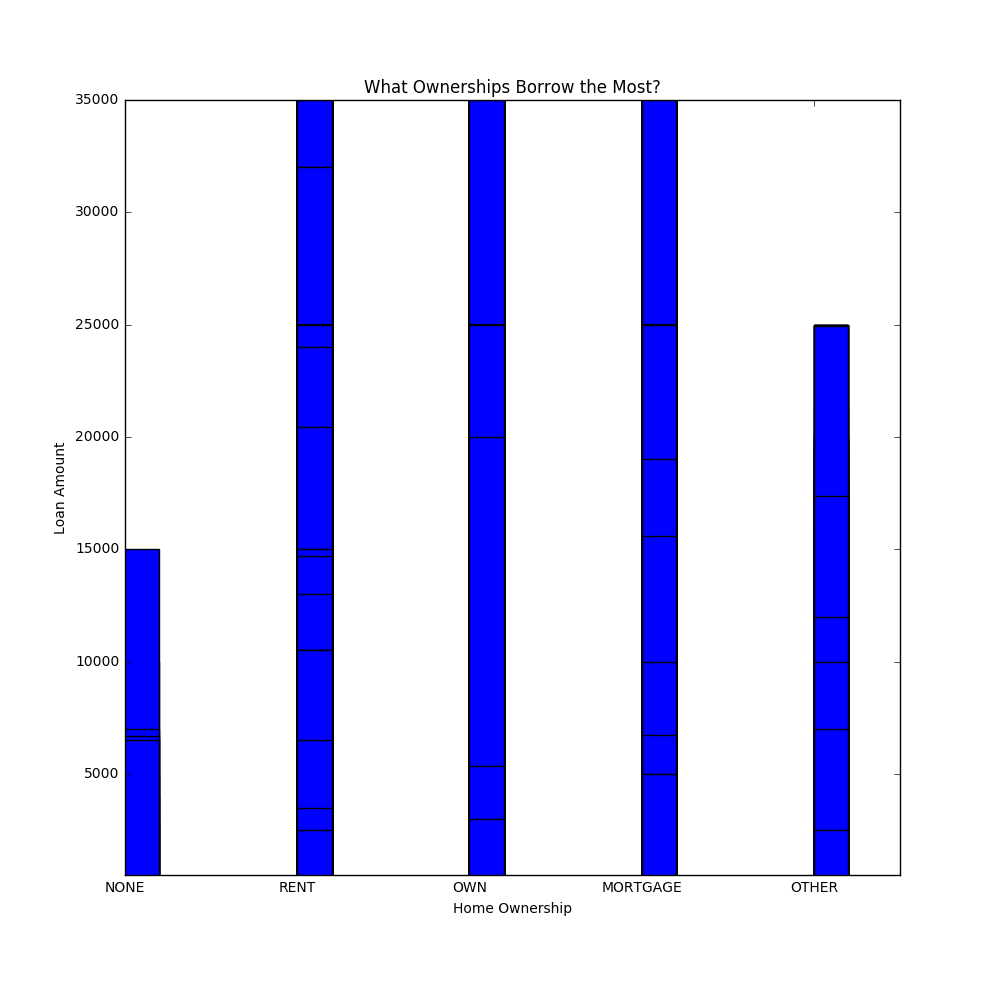 What Ownerships Borrow the Most?
35000
30000
25000
20000
15000
10000
5000
Loan Amount
NONE RENT OWN MORTGAGE OTHER
Home Ownership